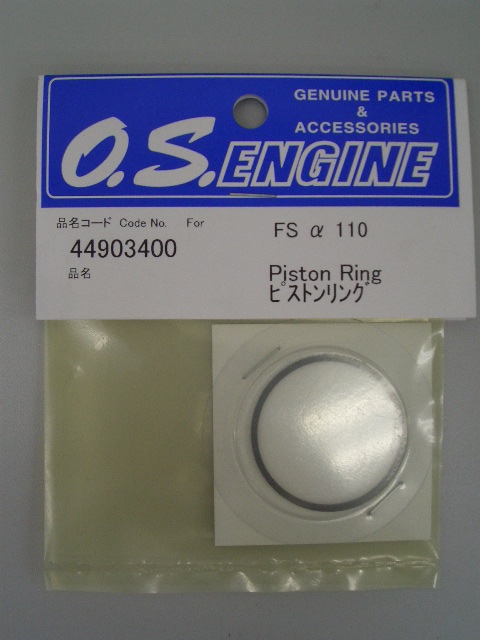 GENUINE PARTS
&
ACCESSORIES
O.S. ENGINE
品名コード Code No. For
FS α 110
44903400
品名
Piston Ring
ピストンリング